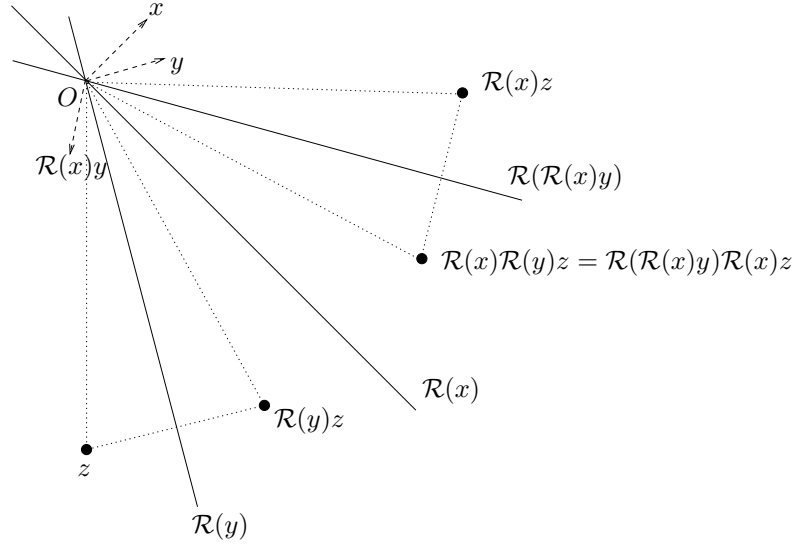 x
y
O
ℛ(x)z
ℛ(x)y
ℛ(ℛ(x)y)
ℛ(x)ℛ(y)z = ℛ(ℛ(x)y)ℛ(x)z
ℛ(x)
ℛ(y)z
z
ℛ(y)